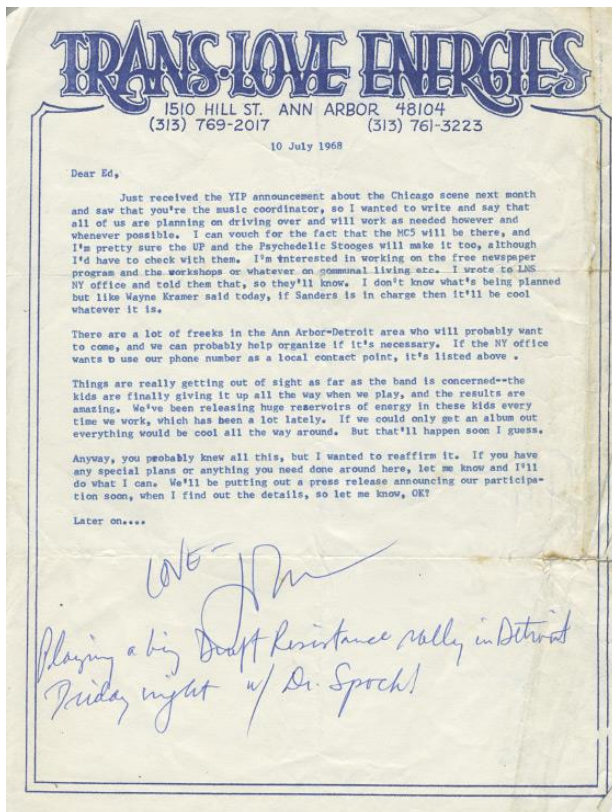 TRANS·LOVE ENERGIES
1510 HILL ST. ANN ARBOR 48104
(313) 769-2017 (313) 761-3223
10 July 1968
Dear Ed,
Just received the YIP announcement about the Chicago scene next month
and saw that you're the music coordinator, so I wanted to write and say that
all of us are planning on driving over and will work as needed however and
whenever possible. I can vouch for the fact that the MC5 will be there, and
I'm pretty sure the UP and the Psychedelic Stooges will make it too, although
I'd have to check with them. I'm interested in working on the free newspaper
program and the workshops or whatever on communal living etc. I wrote to LNS
NY office and told them that, so they'll know. I don't know what's being planned
but like Wayne Kramer said today, if Sanders is in charge then it'll be cool
whatever it is.
There are a lot of freeks in the Ann Arbor-Detroit area who will probably want
to come, and we can probably help organize if it's necessary. If the NY office
wants to use our phone number as a local contact point, it's listed above .
Things are really getting out of sight as far as the band is concerned--the
kids are finally giving it up all the way when we play, and the results are
amazing. We've been releasing huge reservoirs of energy in these kids every
time we work, which has been a lot lately. If we could only get an album out
everything would be cool all the way around. But that'll happen soon I guess.
Anyway, you probably knew all this, but I wanted to reaffirm it. If you have
any special plans or anything you need done around here, let me know and I'll
do what I can. We'll be putting out a press release announcing our participa-
tion soon, when I find out the details, so let me know, OK?
Later on....
LOVE- John
Playing a big Draft Resistance rally in Detroit
Friday night w/ Dr. Spock!